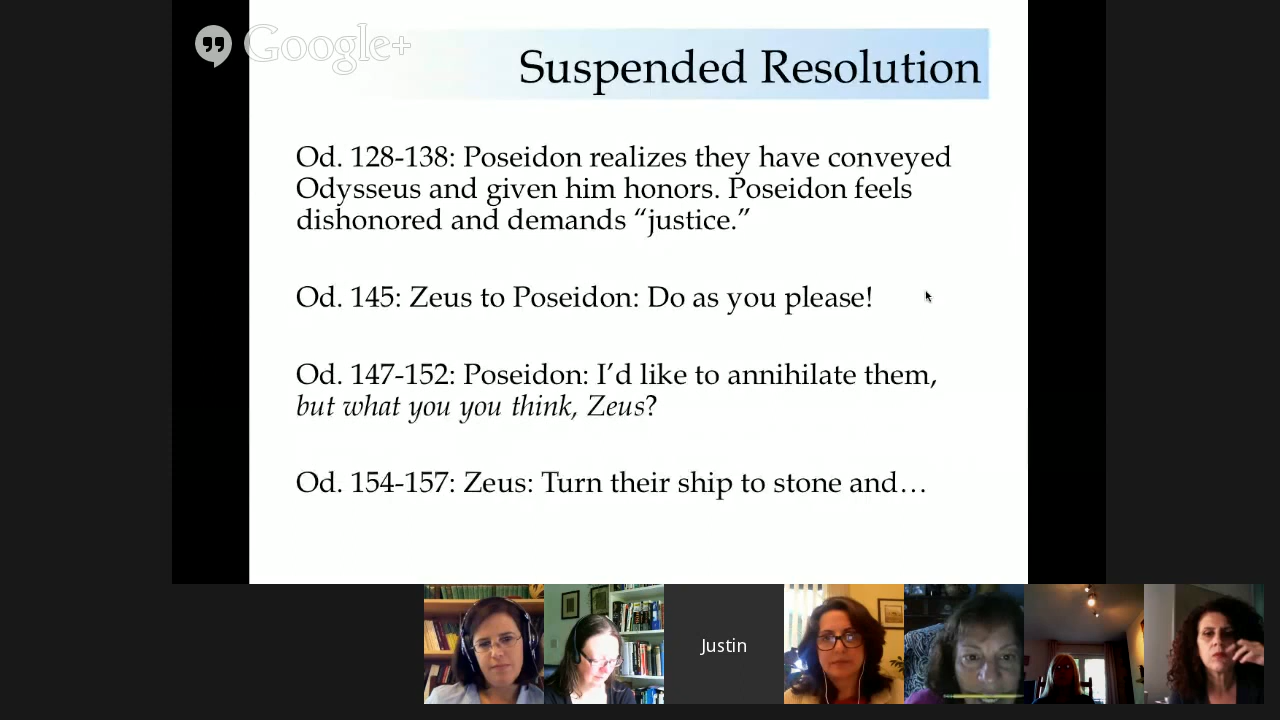 Google+
Suspended Resolution
Od. 128-138: Poseidon realizes they have conveyed
Odysseus and given him honors. Poseidon feels
dishonored and demands “justice.”
Od. 145: Zeus to Poseidon: Do as you please!
Od. 147-152: Poseidon: I’d like to annihilate them,
but what you you think, Zeus?
Od. 154-157: Zeus: Turn their ship to stone and…
Justin